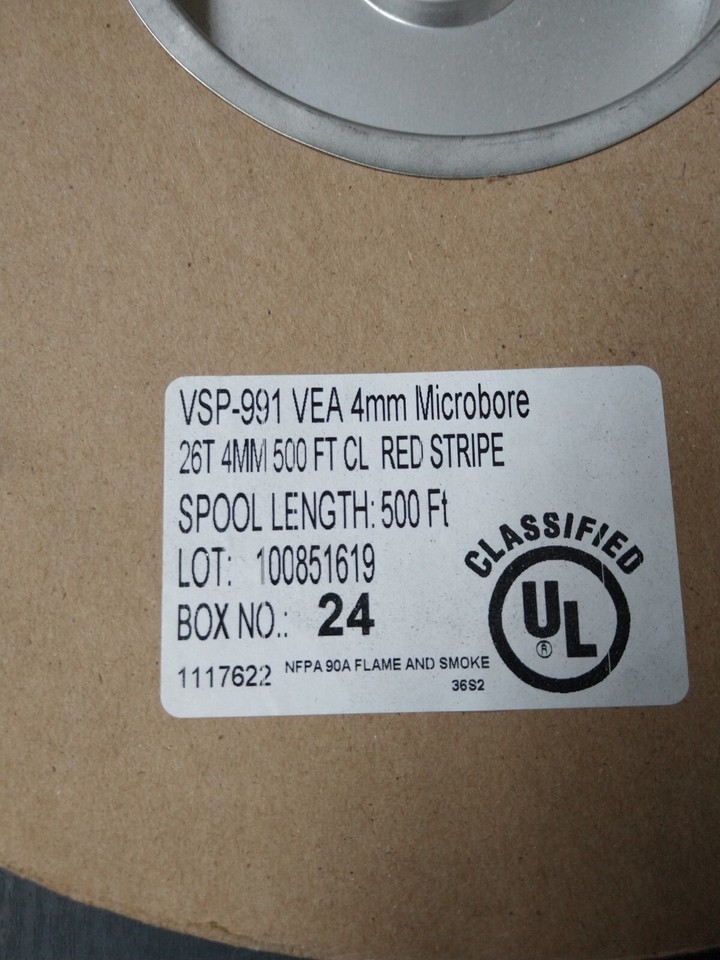 VSP-991 VEA 4mm Microbore
26T 4MM 500 FT CL RED STRIPE
SPOOL LENGTH: 500 Ft
LOT: 100851619
BOX NO.: 24
1117622 NFPA 90A FLAME AND SMOKE
36S2
CLASSIFIED
UL
®